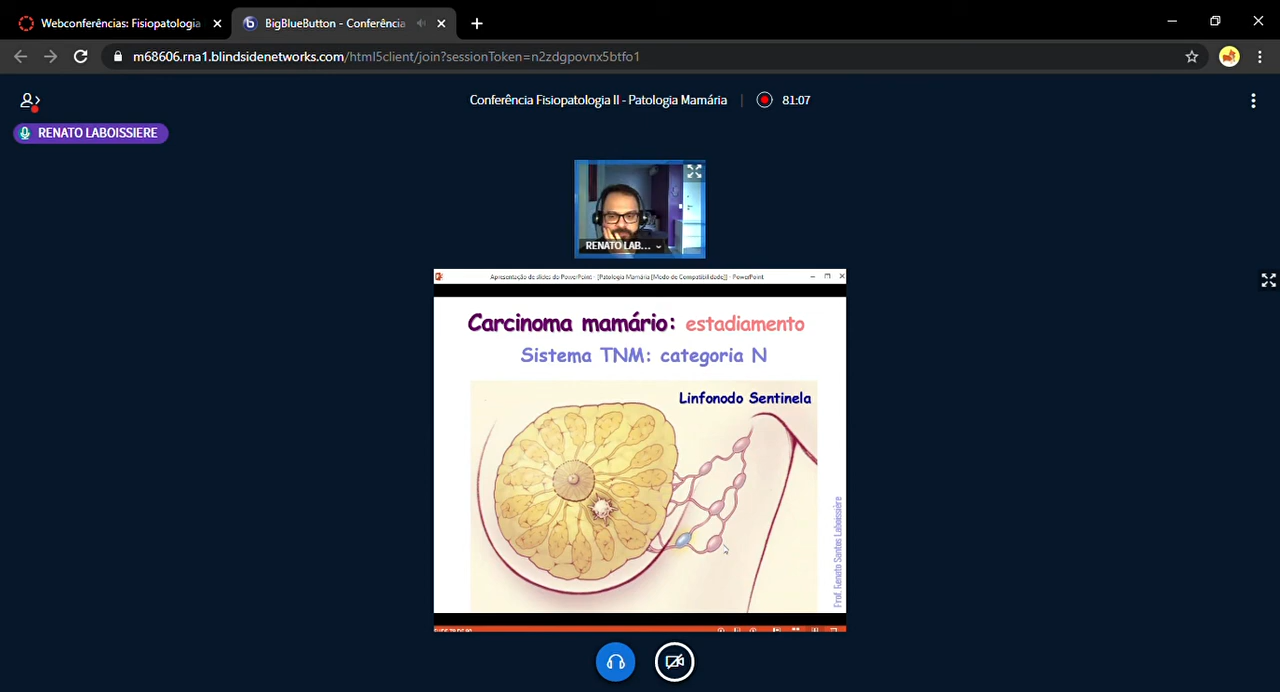 Webconferências: Fisiopatologia
BigBlueButton - Conferência
m68606.rna1.blindsidenetworks.com/html5client/join?sessionToken=n2zdgpovnx5btfo1
Conferência Fisiopatologia II - Patologia Mamária
81:07
RENATO LABOISSIERE
RENATO LAB...
Apresentação de slides do PowerPoint - [Patologia Mamária [Modo de Compatibilidade]] - PowerPoint
Carcinoma mamário: estadiamento
Sistema TNM: categoria N
Linfonodo Sentinela
Prof. Renato Santos Laboissière